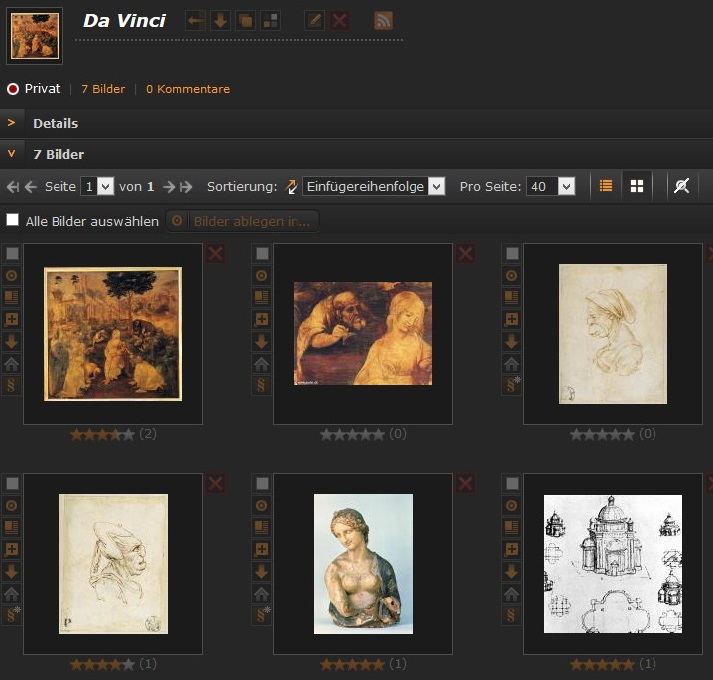 Da Vinci
Privat | 7 Bilder | 0 Kommentare
> Details
7 Bilder
Seite 1 von 1 Sortierung: Einfügereihenfolge Pro Seite: 40
Alle Bilder auswählen Bilder ablegen in...
§ § §
(2) (0) (0)
§ § §
(1) (1) (1)